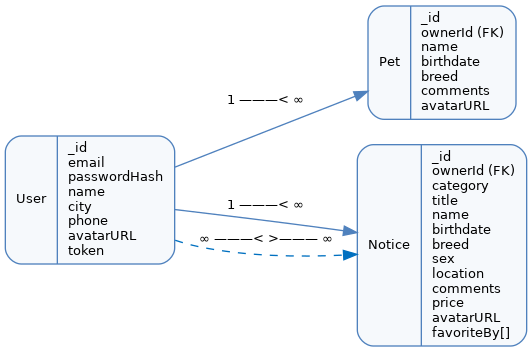 User
_id
email
passwordHash
name
city
phone
avatarURL
token
1 ———< ∞
1 ———< ∞
∞ ———< >——— ∞
Pet
_id
ownerId (FK)
name
birthdate
breed
comments
avatarURL
Notice
_id
ownerId (FK)
category
title
name
birthdate
breed
sex
location
comments
price
avatarURL
favoriteBy[]